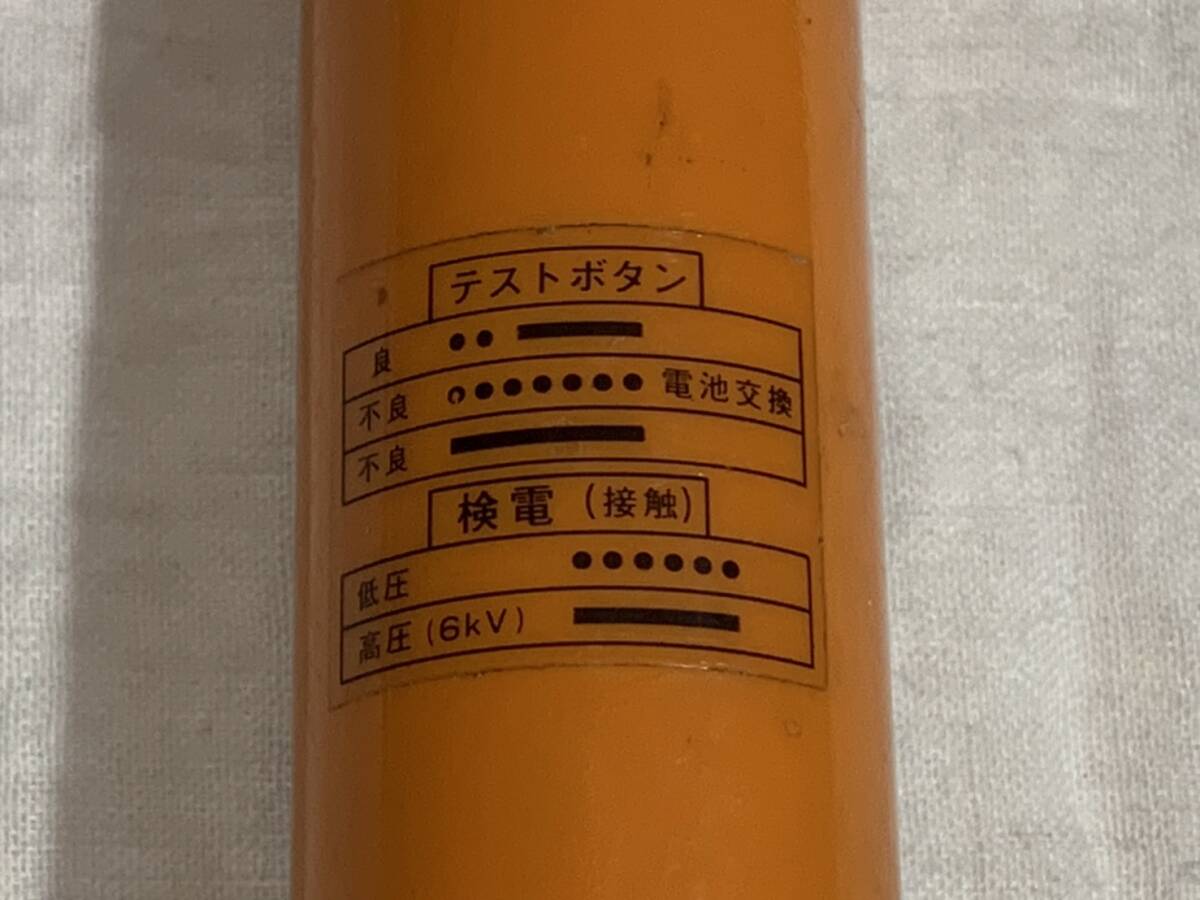 テストボタン
良 ●● ━━━
不良 ●●●●●●● 電池交換
不良 ━━━━━
検電 (接触)
低圧 ●●●●●●
高圧 (6kV) ━━━━